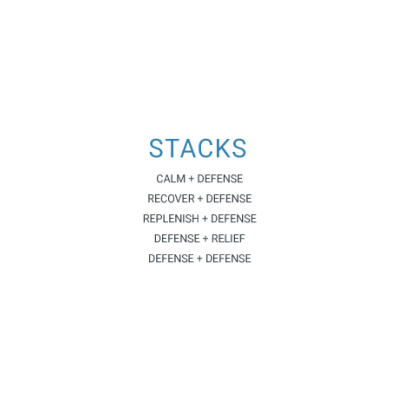 STACKS
CALM + DEFENSE
RECOVER + DEFENSE
REPLENISH + DEFENSE
DEFENSE + RELIEF
DEFENSE + DEFENSE